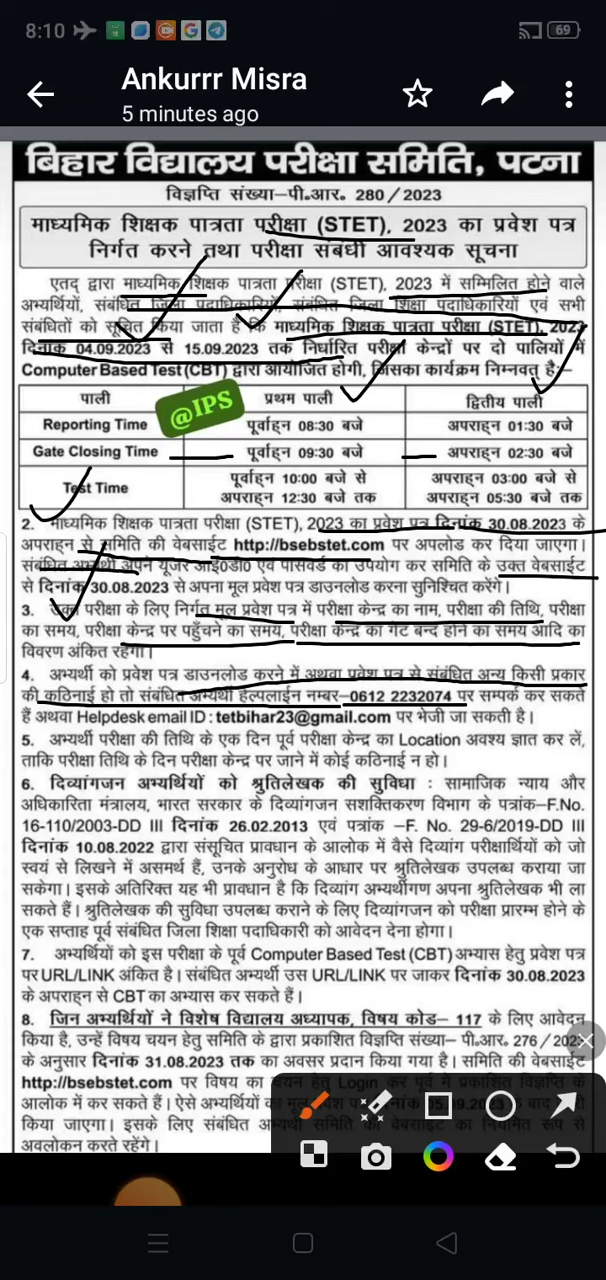 8:10
69
Ankurrr Misra
5 minutes ago
बिहार विद्यालय परीक्षा समिति, पटना
विज्ञप्ति संख्या–पी.आर. 280/2023
माध्यमिक शिक्षक पात्रता परीक्षा (STET), 2023 का प्रवेश पत्र
निर्गत करने तथा परीक्षा संबंधी आवश्यक सूचना
एतद् द्वारा माध्यमिक शिक्षक पात्रता परीक्षा (STET), 2023 में सम्मिलित होने वाले
अभ्यर्थियों, संबंधित जिला पदाधिकारियों, संबंधित जिला शिक्षा पदाधिकारियों एवं सभी
संबंधितों को सूचित किया जाता है कि माध्यमिक शिक्षक पात्रता परीक्षा (STET), 2023
दिनांक 04.09.2023 से 15.09.2023 तक निर्धारित परीक्षा केन्द्रों पर दो पालियों में
Computer Based Test (CBT) द्वारा आयोजित होगी, जिसका कार्यक्रम निम्नवत् है:–
पाली प्रथम पाली द्वितीय पाली
@IPS
Reporting Time पूर्वाह्न 08:30 बजे अपराह्न 01:30 बजे
Gate Closing Time पूर्वाह्न 09:30 बजे अपराह्न 02:30 बजे
Test Time पूर्वाह्न 10:00 बजे से अपराह्न 03:00 बजे से
अपराह्न 12:30 बजे तक अपराह्न 05:30 बजे तक
2. माध्यमिक शिक्षक पात्रता परीक्षा (STET), 2023 का प्रवेश पत्र दिनांक 30.08.2023 के
अपराह्न से समिति की वेबसाईट http://bsebstet.com पर अपलोड कर दिया जाएगा।
संबंधित अभ्यर्थी अपने यूजर आई०डी० एवं पासवर्ड का उपयोग कर समिति के उक्त वेबसाईट
से दिनांक 30.08.2023 से अपना मूल प्रवेश पत्र डाउनलोड करना सुनिश्चित करेंगे।
3. उक्त परीक्षा के लिए निर्गत मूल प्रवेश पत्र में परीक्षा केन्द्र का नाम, परीक्षा की तिथि, परीक्षा
का समय, परीक्षा केन्द्र पर पहुँचने का समय, परीक्षा केन्द्र का गेट बन्द होने का समय आदि का
विवरण अंकित रहेगा।
4. अभ्यर्थी को प्रवेश पत्र डाउनलोड करने में अथवा प्रवेश पत्र से संबंधित अन्य किसी प्रकार
की कठिनाई हो तो संबंधित अभ्यर्थी हेल्पलाईन नम्बर–0612 2232074 पर सम्पर्क कर सकते
हैं अथवा Helpdesk email ID : tetbihar23@gmail.com पर भेजी जा सकती है।
5. अभ्यर्थी परीक्षा की तिथि के एक दिन पूर्व परीक्षा केन्द्र का Location अवश्य ज्ञात कर लें,
ताकि परीक्षा तिथि के दिन परीक्षा केन्द्र पर जाने में कोई कठिनाई न हो।
6. दिव्यांगजन अभ्यर्थियों को श्रुतिलेखक की सुविधा : सामाजिक न्याय और
अधिकारिता मंत्रालय, भारत सरकार के दिव्यांगजन सशक्तिकरण विभाग के पत्रांक–F.No.
16-110/2003-DD III दिनांक 26.02.2013 एवं पत्रांक –F. No. 29-6/2019-DD III
दिनांक 10.08.2022 द्वारा संसूचित प्रावधान के आलोक में वैसे दिव्यांग परीक्षार्थियों को जो
स्वयं से लिखने में असमर्थ हैं, उनके अनुरोध के आधार पर श्रुतिलेखक उपलब्ध कराया जा
सकेगा। इसके अतिरिक्त यह भी प्रावधान है कि दिव्यांग अभ्यर्थीगण अपना श्रुतिलेखक भी ला
सकते हैं। श्रुतिलेखक की सुविधा उपलब्ध कराने के लिए दिव्यांगजन को परीक्षा प्रारम्भ होने के
एक सप्ताह पूर्व संबंधित जिला शिक्षा पदाधिकारी को आवेदन देना होगा।
7. अभ्यर्थियों को इस परीक्षा के पूर्व Computer Based Test (CBT) अभ्यास हेतु प्रवेश पत्र
पर URL/LINK अंकित है। संबंधित अभ्यर्थी उस URL/LINK पर जाकर दिनांक 30.08.2023
के अपराह्न से CBT का अभ्यास कर सकते हैं।
8. जिन अभ्यर्थियों ने विशेष विद्यालय अध्यापक, विषय कोड– 117 के लिए आवेदन
किया है, उन्हें विषय चयन हेतु समिति के द्वारा प्रकाशित विज्ञप्ति संख्या– पी.आर. 276/2023
के अनुसार दिनांक 31.08.2023 तक का अवसर प्रदान किया गया है। समिति की वेबसाईट
http://bsebstet.com पर विषय का चयन हेतु Login कर पूर्व में प्रकाशित विज्ञप्ति के
आलोक में कर सकते हैं। ऐसे अभ्यर्थियों का मूल के बाद
किया जाएगा। इसके लिए संबंधित अभ्यर्थी समिति वेबसाईट का नियमित रूप से
अवलोकन करते रहेंगे।